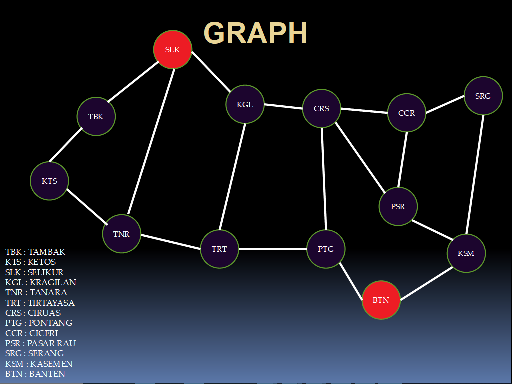 GRAPH
SLK
SRG
KGL
CRS
CCR
TBK
KTS
PSR
TNR
TRT
PTG
KSM
BTN
TBK : TAMBAK
KTS : KETOS
SLK : SELIKUR
KGL : KRAGILAN
TNR : TANARA
TRT : TIRTAYASA
CRS : CIRUAS
PTG : PONTANG
CCR : CICERI
PSR : PASAR RAU
SRG : SERANG
KSM : KASEMEN
BTN : BANTEN